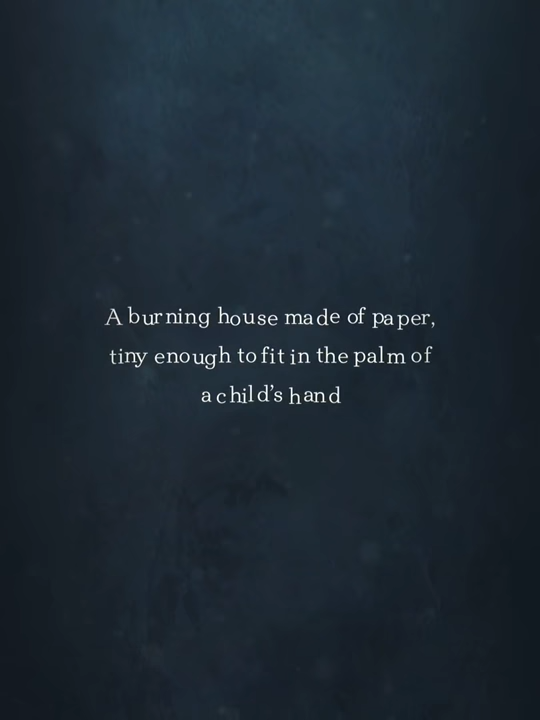 A burning house made of paper,
tiny enough to fit in the palm of
a child’s hand